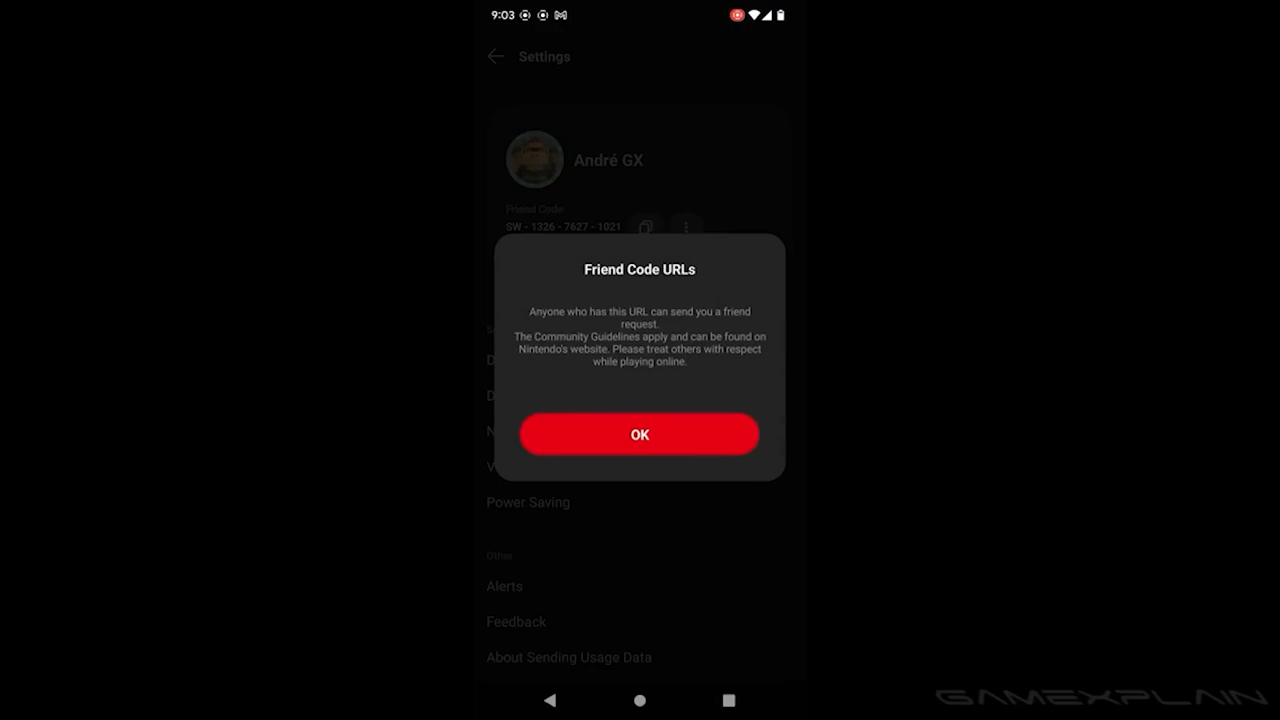 9:03
Settings
André GX
Friend Code
SW - 1326 - 7627 - 1021
Friend Code URLs
Anyone who has this URL can send you a friend
request.
The Community Guidelines apply and can be found on
Nintendo's website. Please treat others with respect
while playing online.
OK
Power Saving
Other
Alerts
Feedback
About Sending Usage Data
GAMEXPLAIN